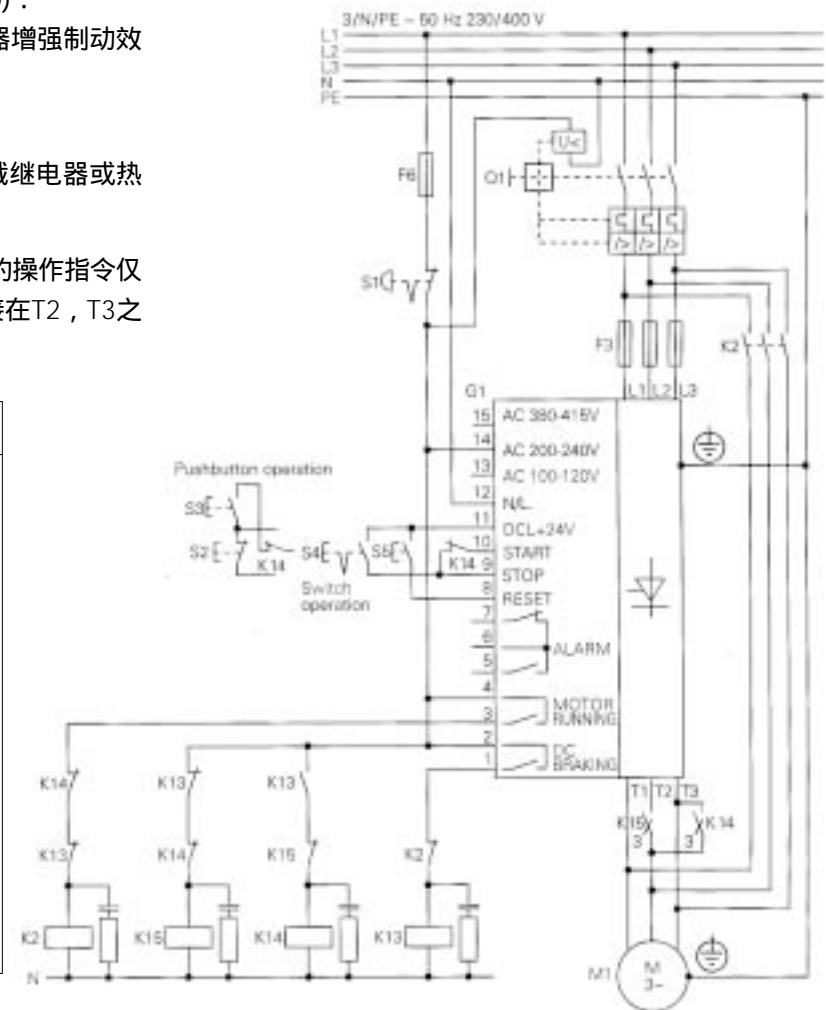 ) :
器增强制动效
载继电器或热
的操作指令仅
接在T2，T3之
3/N/PE ~ 50 Hz 230/400 V
L1
L2
L3
N
PE
U<
F6
Q1
I> I> I>
S1
F3
K2
G1
L1 L2 L3
15 AC 380-415V
14 AC 200-240V
13 AC 100-120V
12 N/L
11 DCL+24V
10 START
9 STOP
8 RESET
7
6 ALARM
5
4 MOTOR
3 RUNNING
2 DC
1 BRAKING
Pushbutton operation
S3
S2
K14
S4
S5
K14
Switch
operation
K14
K13
K13
K13
K14
K15
K2
T1 T2 T3
K15
K14
3
3
K2
K15
K14
K13
N
M1
M
3~